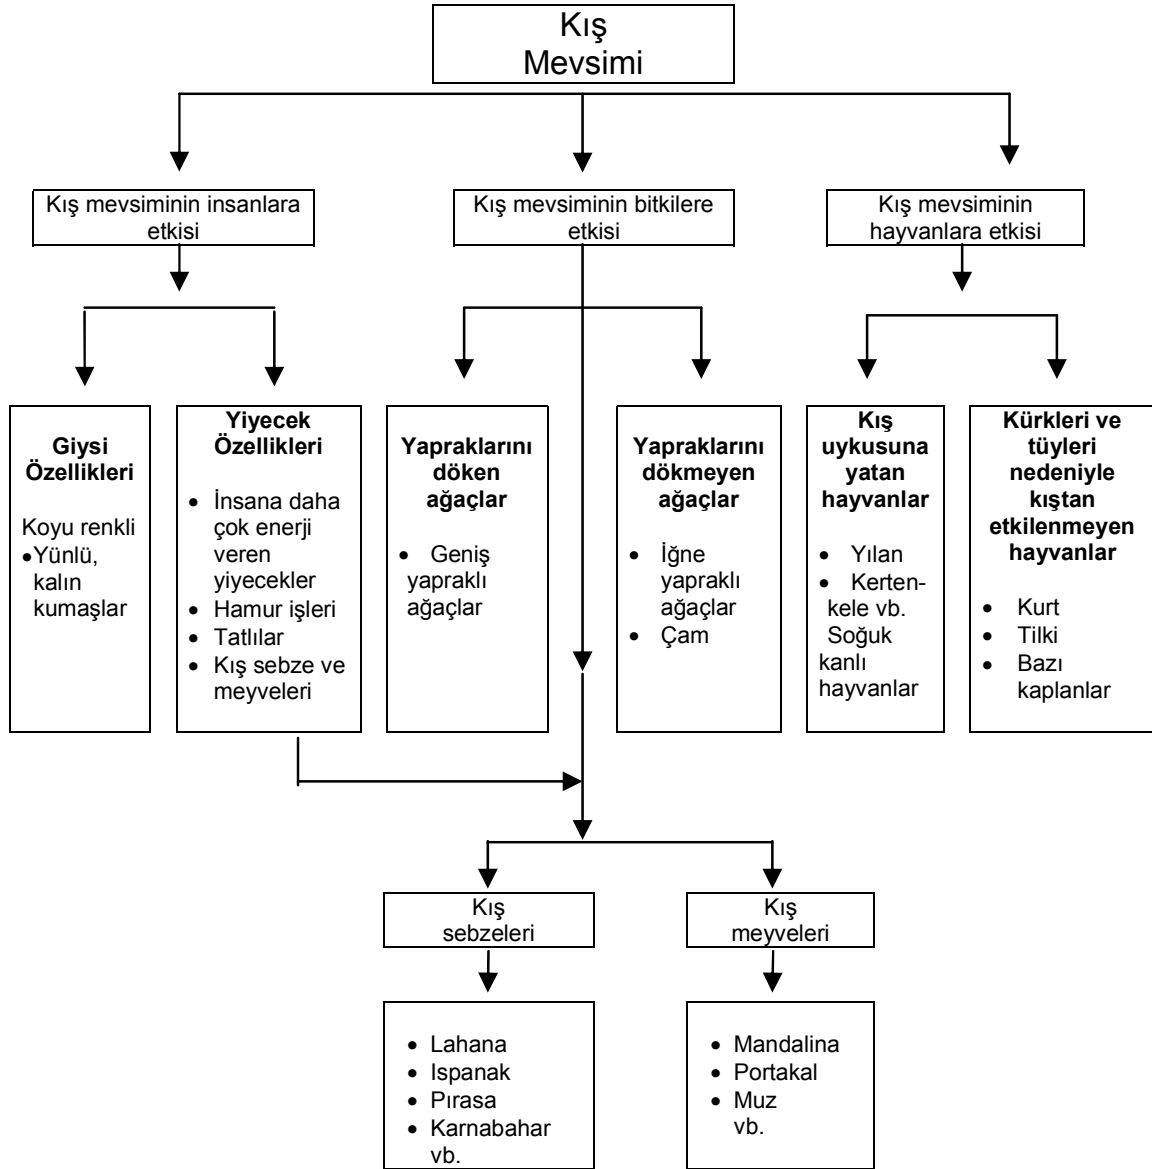 Kış
Mevsimi
Kış mevsiminin insanlara
etkisi
Kış mevsiminin bitkilere
etkisi
Kış mevsiminin
hayvanlara etkisi
Giysi
Özellikleri
Koyu renkli
•Yünlü,
kalın
kumaşlar
Yiyecek
Özellikleri
• İnsana daha
çok enerji
veren
yiyecekler
• Hamur işleri
• Tatlılar
• Kış sebze ve
meyveleri
Yapraklarını
döken
ağaçlar
• Geniş
yapraklı
ağaçlar
Yapraklarını
dökmeyen
ağaçlar
• İğne
yapraklı
ağaçlar
• Çam
Kış
uykusuna
yatan
hayvanlar
• Yılan
• Kerten-
kele vb.
Soğuk
kanlı
hayvanlar
Kürkleri ve
tüyleri
nedeniyle
kıştan
etkilenmeyen
hayvanlar
• Kurt
• Tilki
• Bazı
kaplanlar
Kış
sebzeleri
Kış
meyveleri
• Lahana
• Ispanak
• Pırasa
• Karnabahar
vb.
• Mandalina
• Portakal
• Muz
vb.